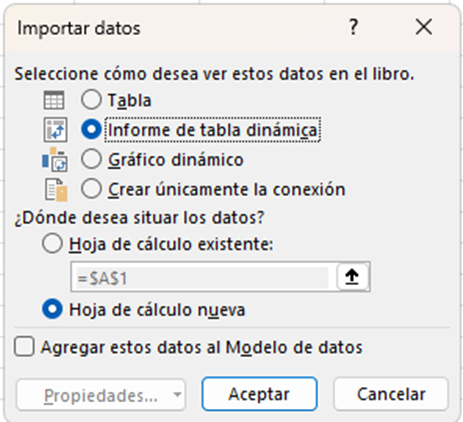 Importar datos ? ×
Seleccione cómo desea ver estos datos en el libro.
Tabla
Informe de tabla dinámica
Gráfico dinámico
Crear únicamente la conexión
¿Dónde desea situar los datos?
Hoja de cálculo existente:
=$A$1
Hoja de cálculo nueva
Agregar estos datos al Modelo de datos
Propiedades... Aceptar Cancelar